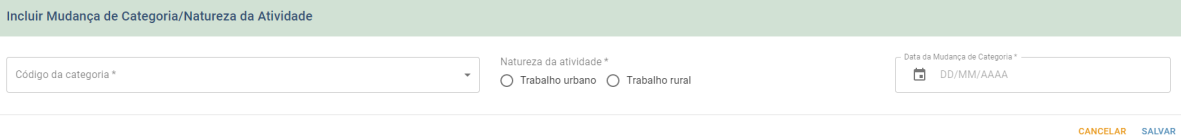 Incluir Mudança de Categoria/Natureza da Atividade
Código da categoria *
Natureza da atividade *
Trabalho urbano
Trabalho rural
Data da Mudança de Categoria *
DD/MM/AAAA
CANCELAR
SALVAR